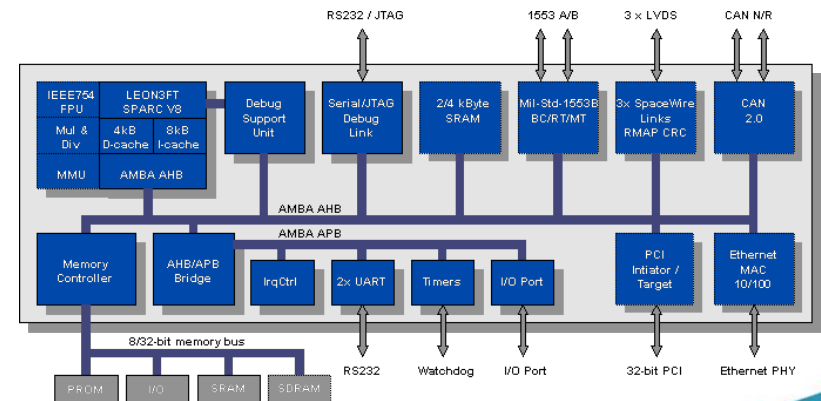 RS232 / JTAG
1553 A/B
3 x LVDS
CAN N/R
IEEE754
FPU
LEON3FT
SPARC V8
Mul &
Div
4kB
D-cache
8kB
I-cache
MMU
AMBA AHB
Debug
Support
Unit
Serial/JTAG
Debug
Link
2/4 kByte
SRAM
Mil-Std-1553B
BC/RT/MT
3x SpaceWire
Links
RMAP CRC
CAN
2.0
AMBA AHB
AMBA APB
Memory
Controller
AHB/APB
Bridge
IrqCtrl
2x UART
Timers
I/O Port
PCI
Intiator /
Target
Ethernet
MAC
10/100
8/32-bit memory bus
RS232
Watchdog
I/O Port
32-bit PCI
Ethernet PHY
PROM
I/O
SRAM
SDRAM